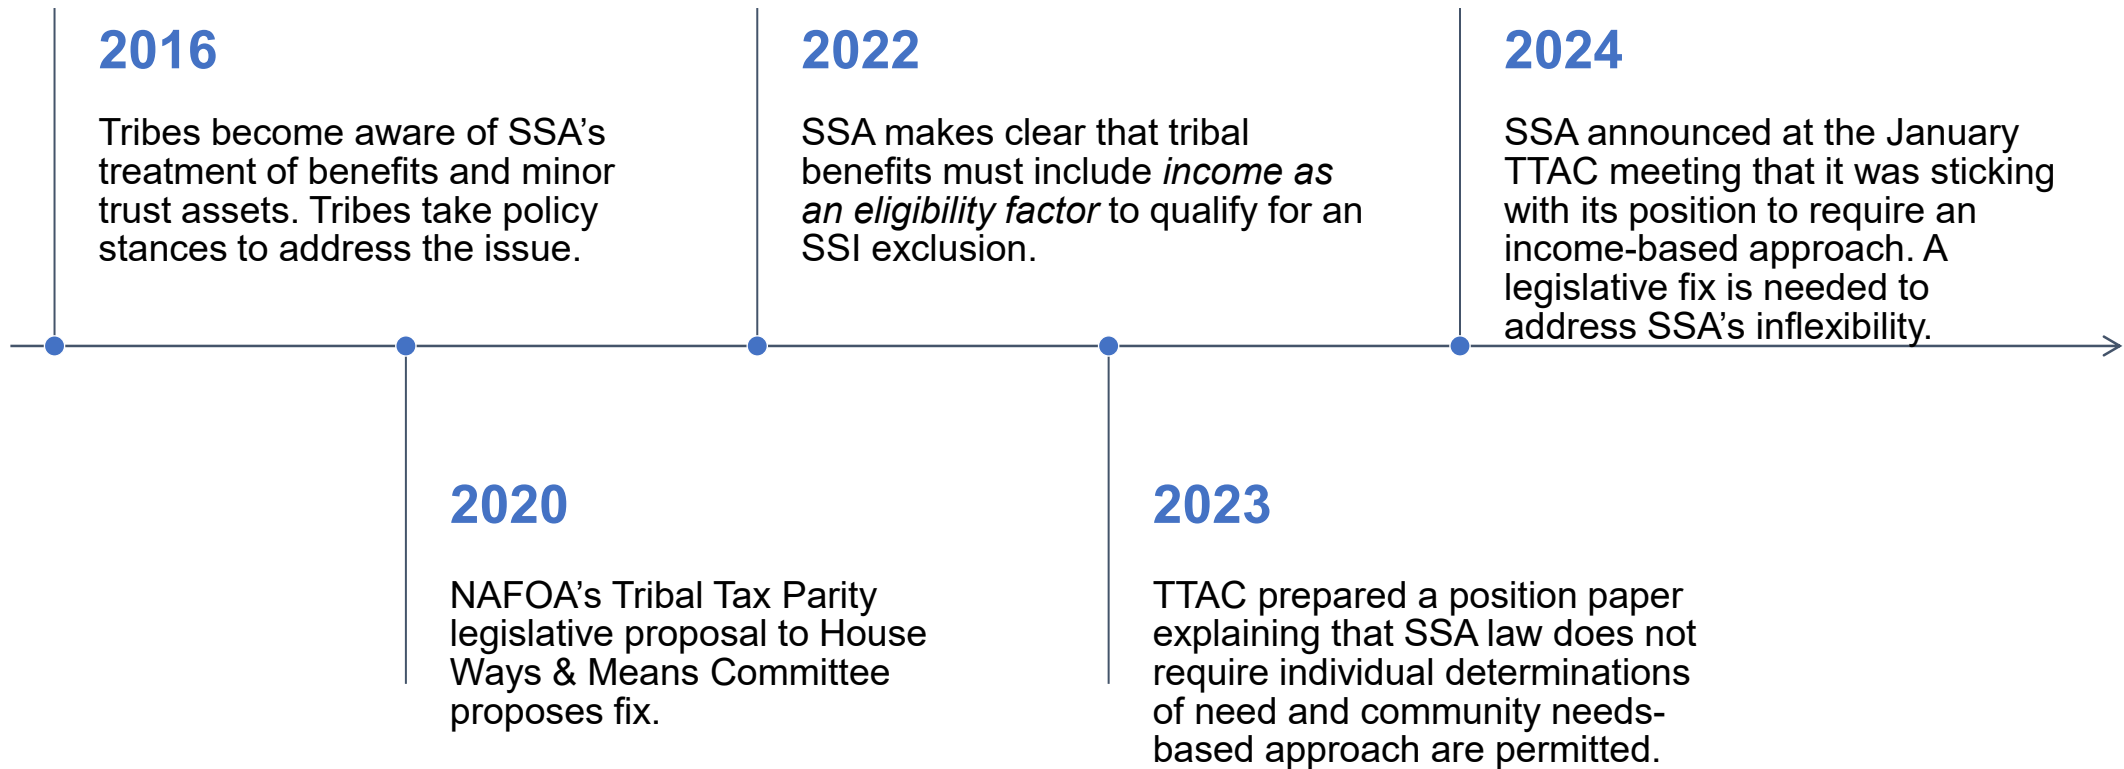 2016
Tribes become aware of SSA’s
treatment of benefits and minor
trust assets. Tribes take policy
stances to address the issue.
2020
NAFOA’s Tribal Tax Parity
legislative proposal to House
Ways & Means Committee
proposes fix.
2022
SSA makes clear that tribal
benefits must include income as
an eligibility factor to qualify for an
SSI exclusion.
2023
TTAC prepared a position paper
explaining that SSA law does not
require individual determinations
of need and community needs-
based approach are permitted.
2024
SSA announced at the January
TTAC meeting that it was sticking
with its position to require an
income-based approach. A
legislative fix is needed to
address SSA’s inflexibility.